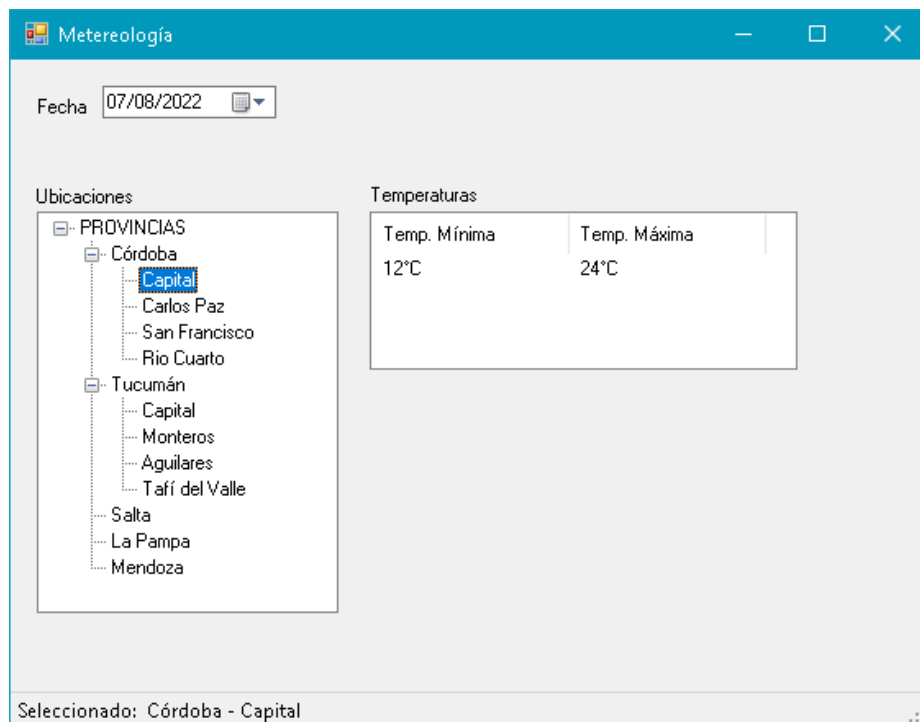 Metereología
Fecha 07/08/2022
Ubicaciones
PROVINCIAS
Córdoba
Capital
Carlos Paz
San Francisco
Rio Cuarto
Tucumán
Capital
Monteros
Aguilares
Tafí del Valle
Salta
La Pampa
Mendoza
Temperaturas
Temp. Mínima Temp. Máxima
12°C 24°C
Seleccionado: Córdoba - Capital